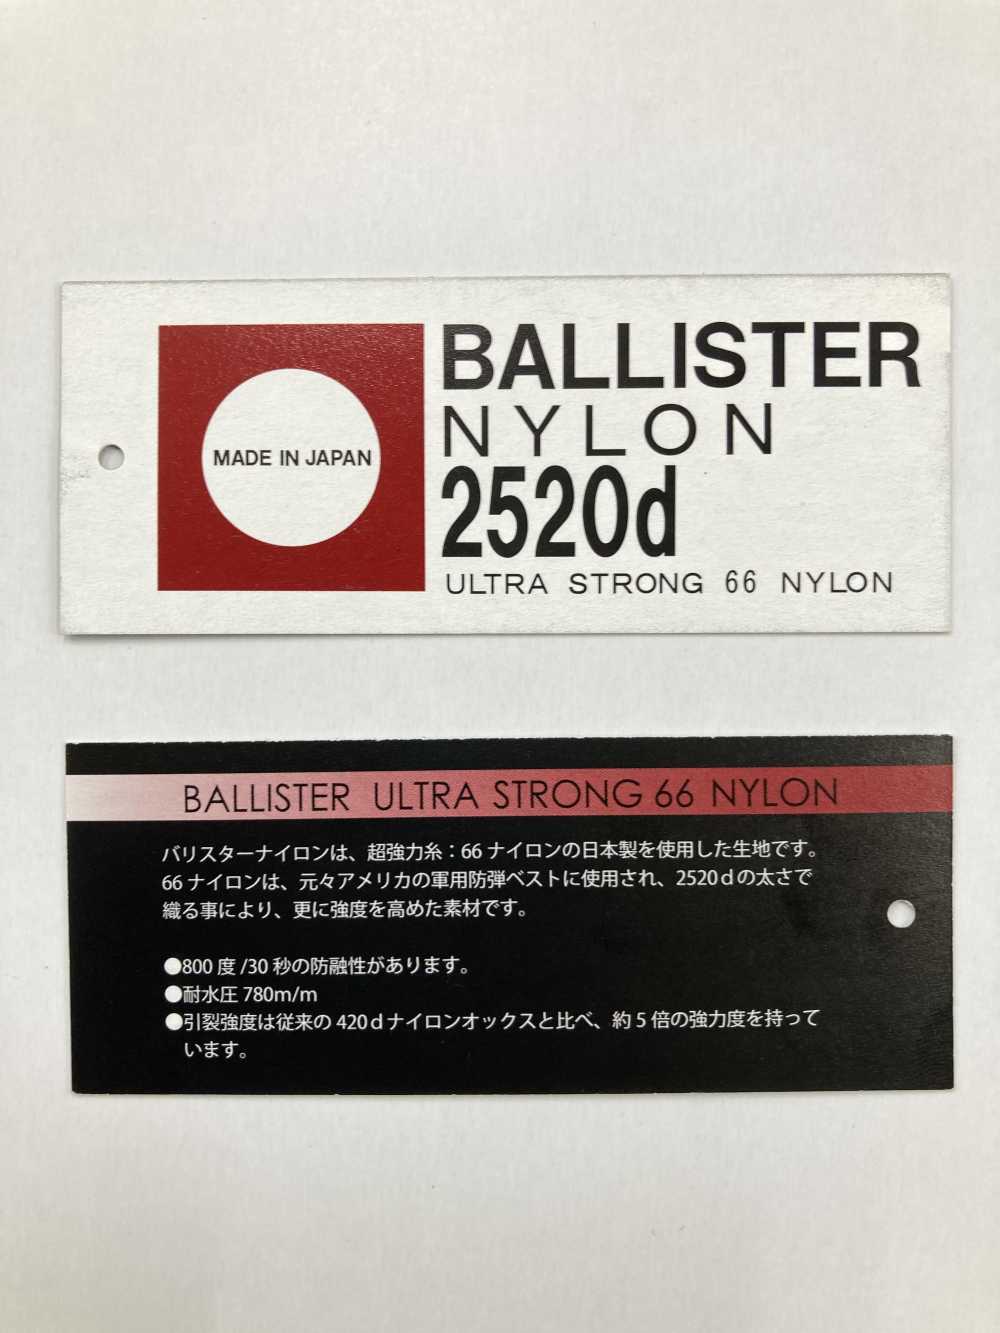 MADE IN JAPAN
BALLISTER
NYLON
2520d
ULTRA STRONG 66 NYLON
BALLISTER ULTRA STRONG 66 NYLON
バリスターナイロンは、超強力糸：66ナイロンの日本製を使用した生地です。
66ナイロンは、元々アメリカの軍用防弾ベストに使用され、2520dの太さで
織る事により、更に強度を高めた素材です。
●800度/30秒の防融性があります。
●耐水圧780m/m
●引裂強度は従来の420dナイロンオックスと比べ、約5倍の強力度を持って
います。